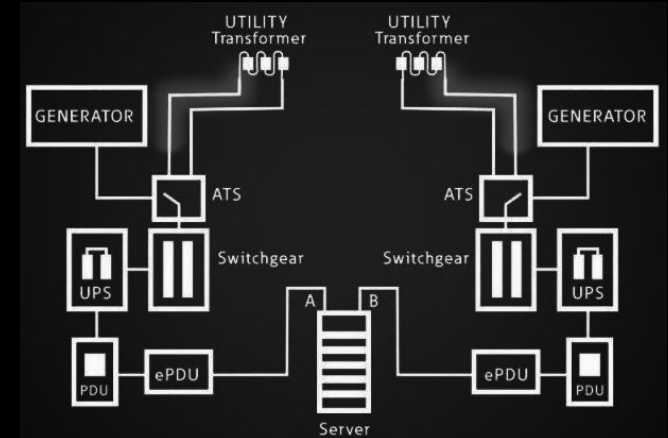 UTILITY
Transformer
UTILITY
Transformer
GENERATOR
GENERATOR
ATS
ATS
Switchgear
Switchgear
UPS
UPS
A
B
PDU
ePDU
ePDU
PDU
Server